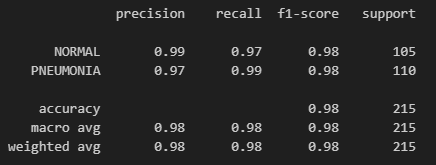 precision recall f1-score support
NORMAL 0.99 0.97 0.98 105
PNEUMONIA 0.97 0.99 0.98 110
accuracy 0.98 215
macro avg 0.98 0.98 0.98 215
weighted avg 0.98 0.98 0.98 215